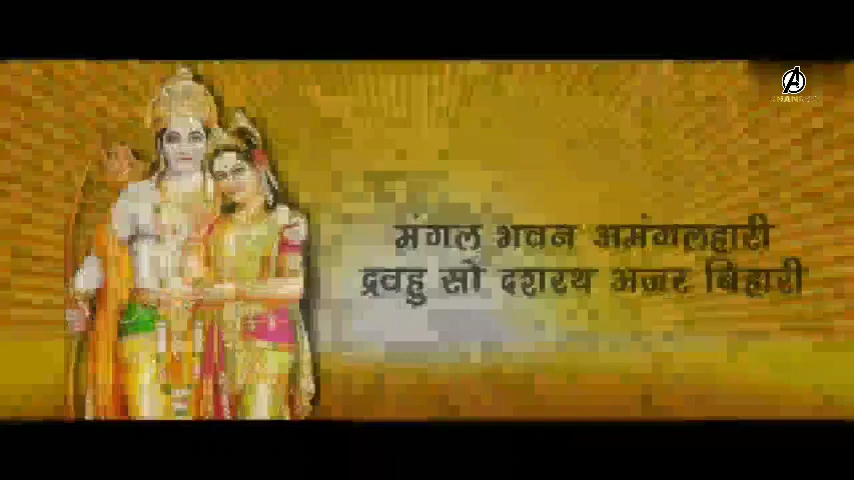 मंगल भवन अमंगलहारी
द्रवहु सो दशरथ अजर बिहारी